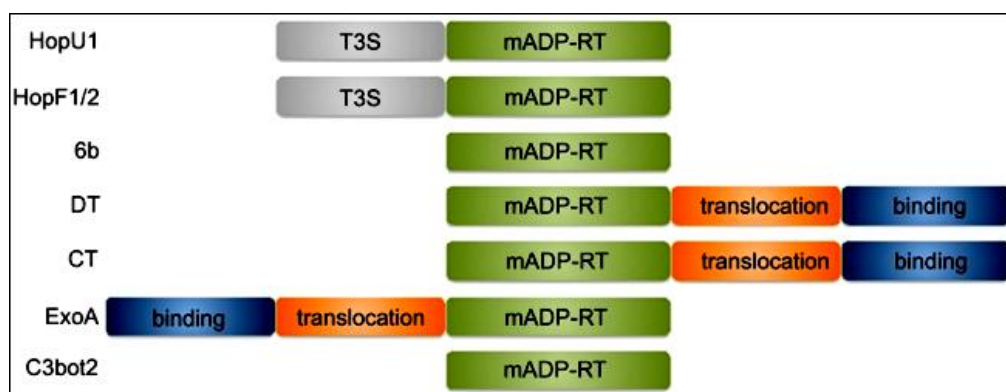 HopU1 T3S mADP-RT
HopF1/2 T3S mADP-RT
6b mADP-RT
DT mADP-RT translocation binding
CT mADP-RT translocation binding
ExoA binding translocation mADP-RT
C3bot2 mADP-RT